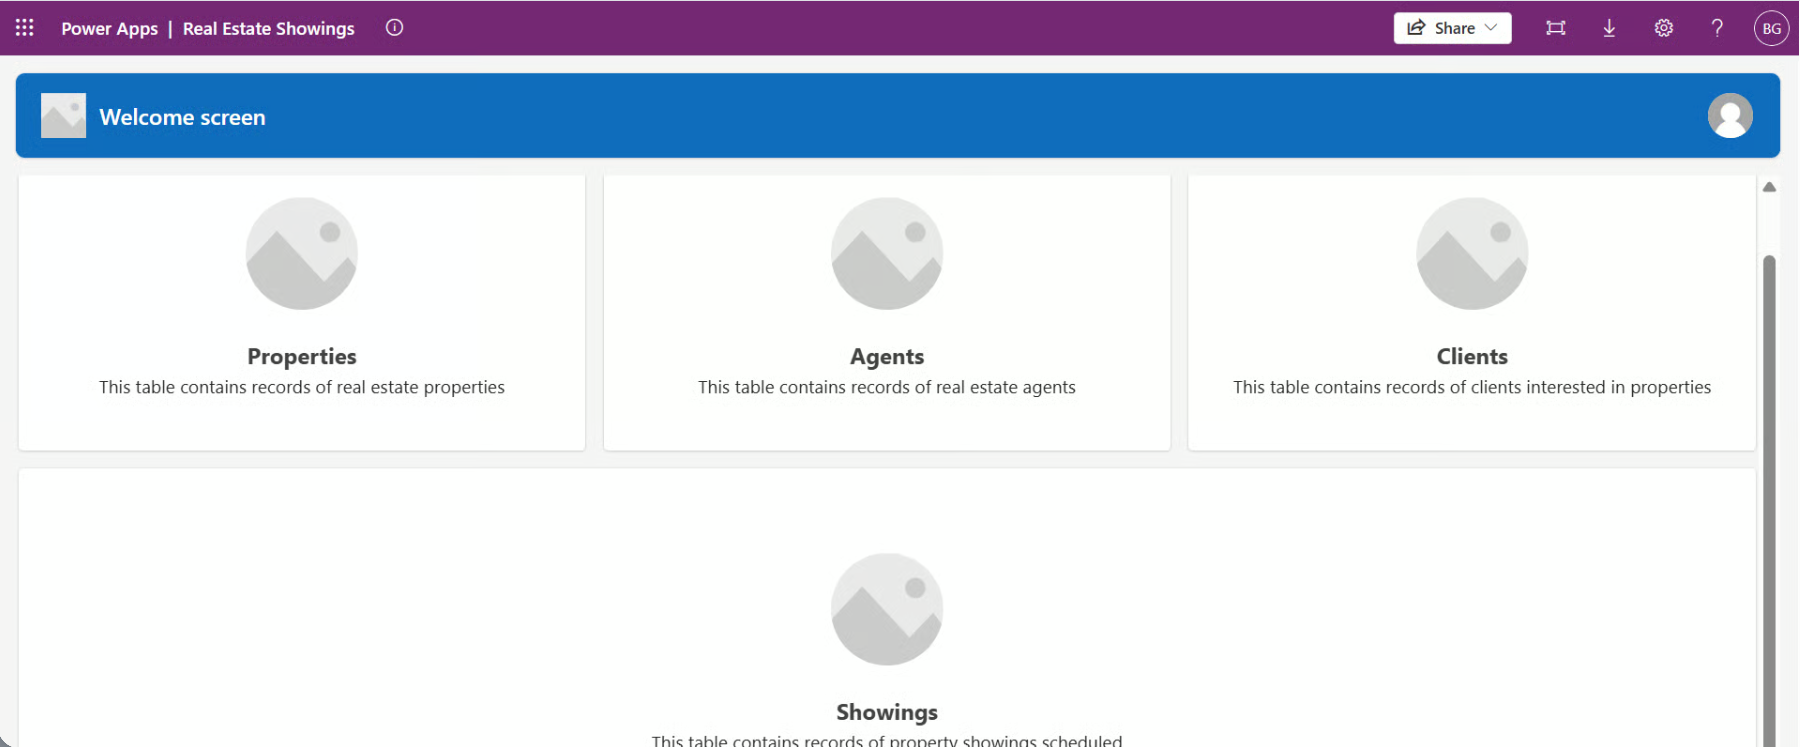 Power Apps | Real Estate Showings
Share
?
BG
Welcome screen
Properties
This table contains records of real estate properties
Agents
This table contains records of real estate agents
Clients
This table contains records of clients interested in properties
Showings
This table contains records of property showings scheduled